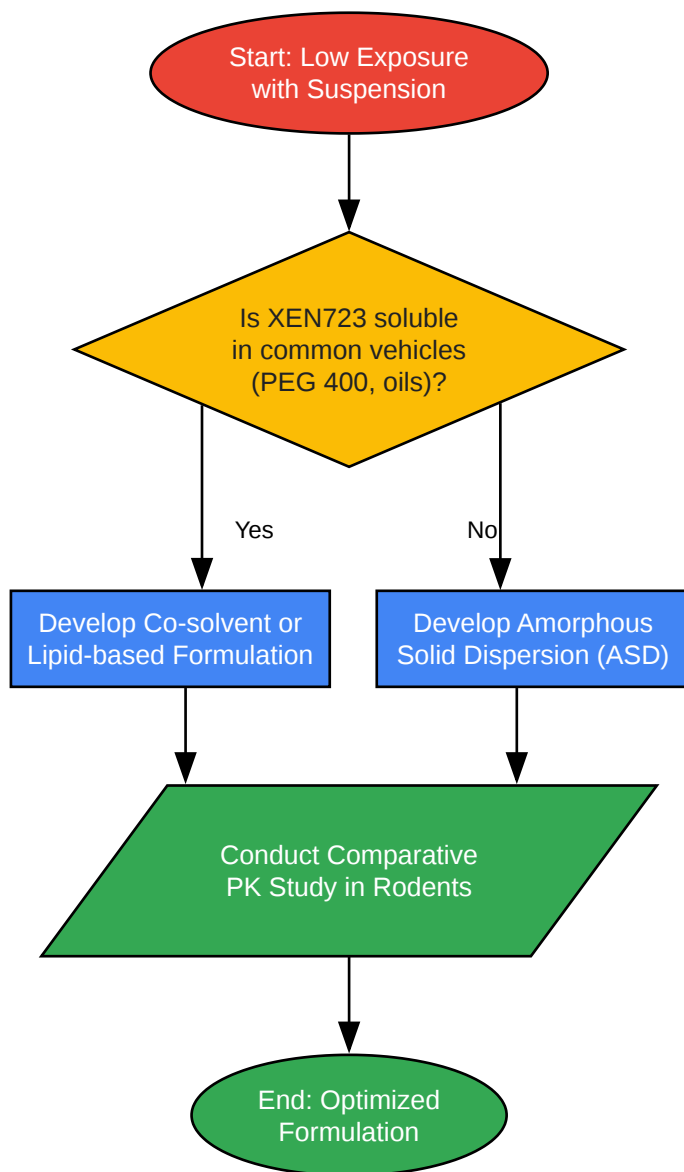 Start: Low Exposure
with Suspension
Is XEN723 soluble
in common vehicles
(PEG 400, oils)?
Yes
No
Develop Co-solvent or
Lipid-based Formulation
Develop Amorphous
Solid Dispersion (ASD)
Conduct Comparative
PK Study in Rodents
End: Optimized
Formulation